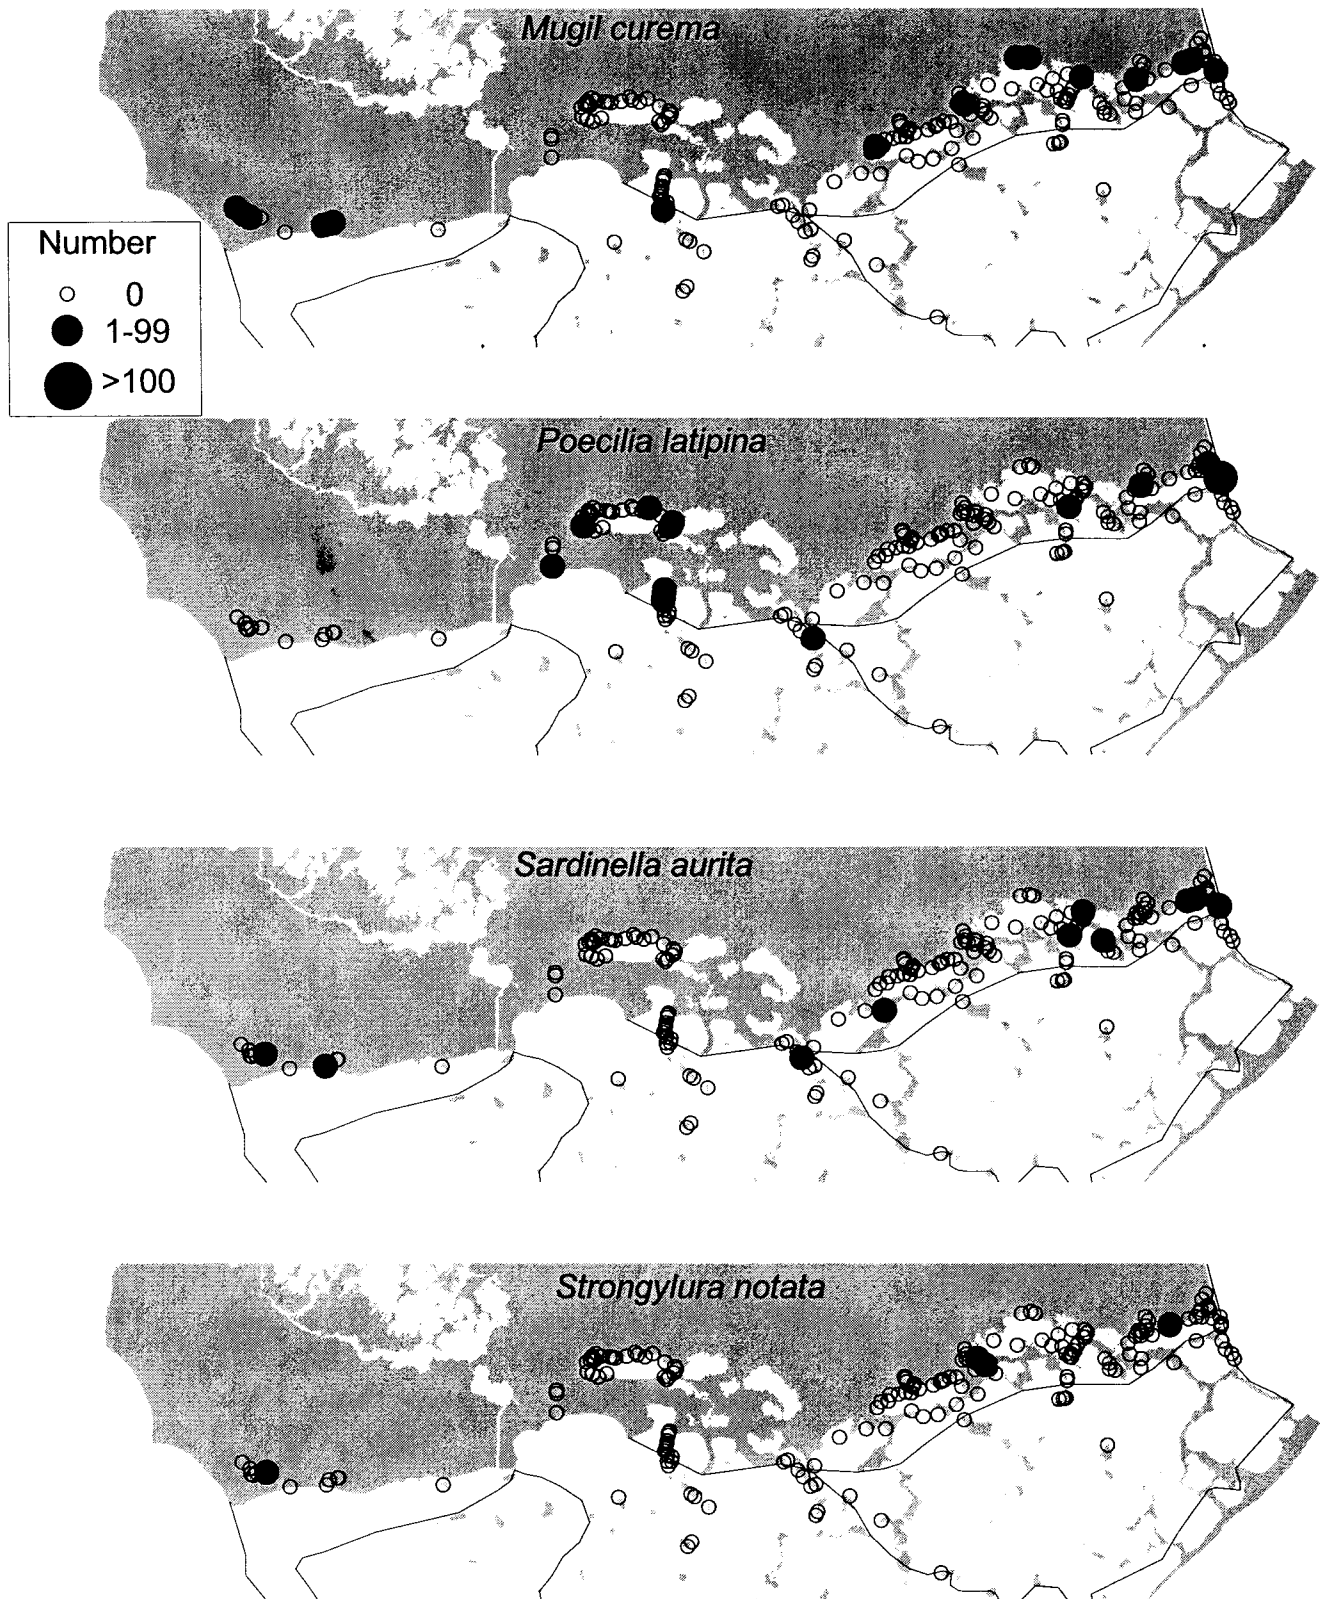 Mugil curema
Number
0
1-99
>100
Poecilia latipina
Sardinella aurita
Strongylura notata